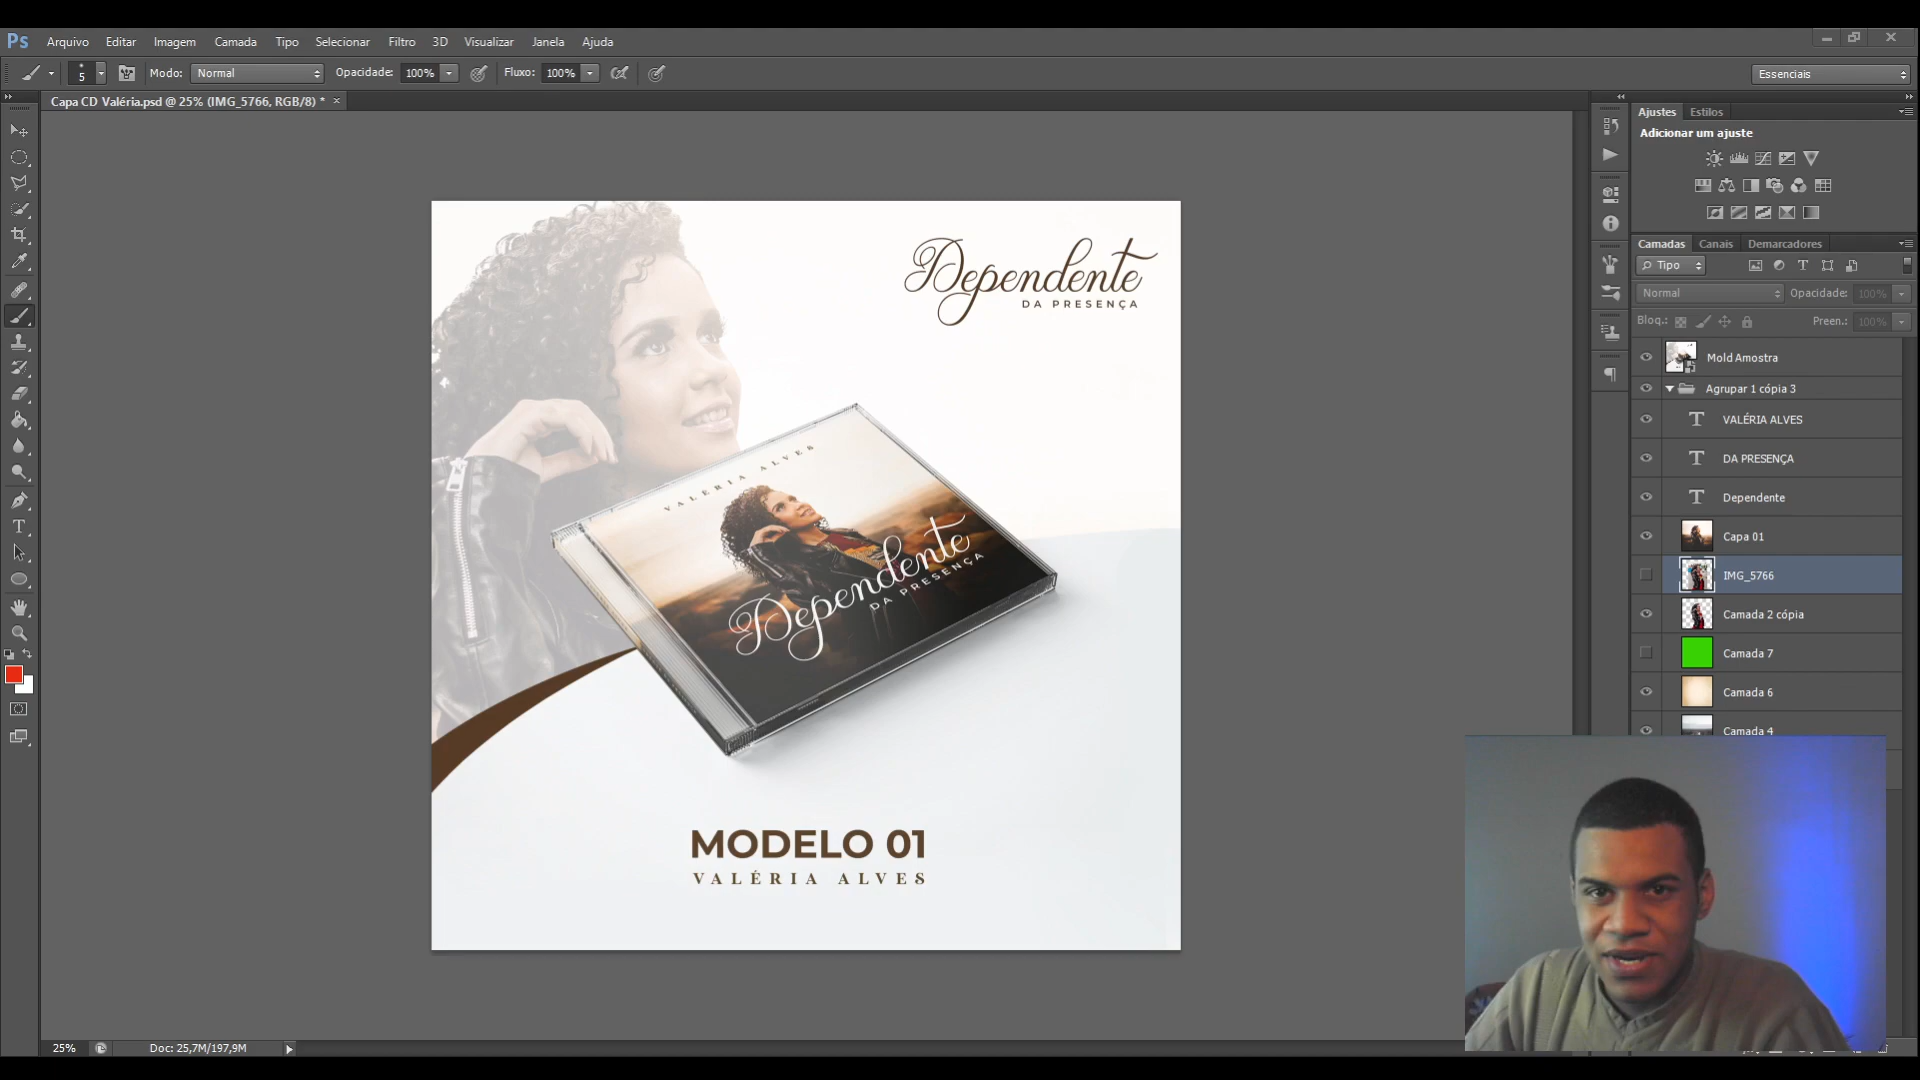 Ps Arquivo Editar Imagem Camada Tipo Selecionar Filtro 3D Visualizar Janela Ajuda
5 Modo: Normal Opacidade: 100% Fluxo: 100% Essenciais
Capa CD Valéria.psd @ 25% (IMG_5766, RGB/8) * ×
Ajustes Estilos
Adicionar um ajuste
Camadas Canais Demarcadores
Tipo
Normal Opacidade: 100%
Bloq.: Preen.: 100%
Mold Amostra
Agrupar 1 cópia 3
VALÉRIA ALVES
DA PRESENÇA
Dependente
Capa 01
IMG_5766
Camada 2 cópia
Camada 7
Camada 6
Camada 4
Dependente
DA PRESENÇA
VALÉRIA ALVES
Dependente
DA PRESENÇA
MODELO 01
VALÉRIA ALVES
25% Doc: 25,7M/197,9M